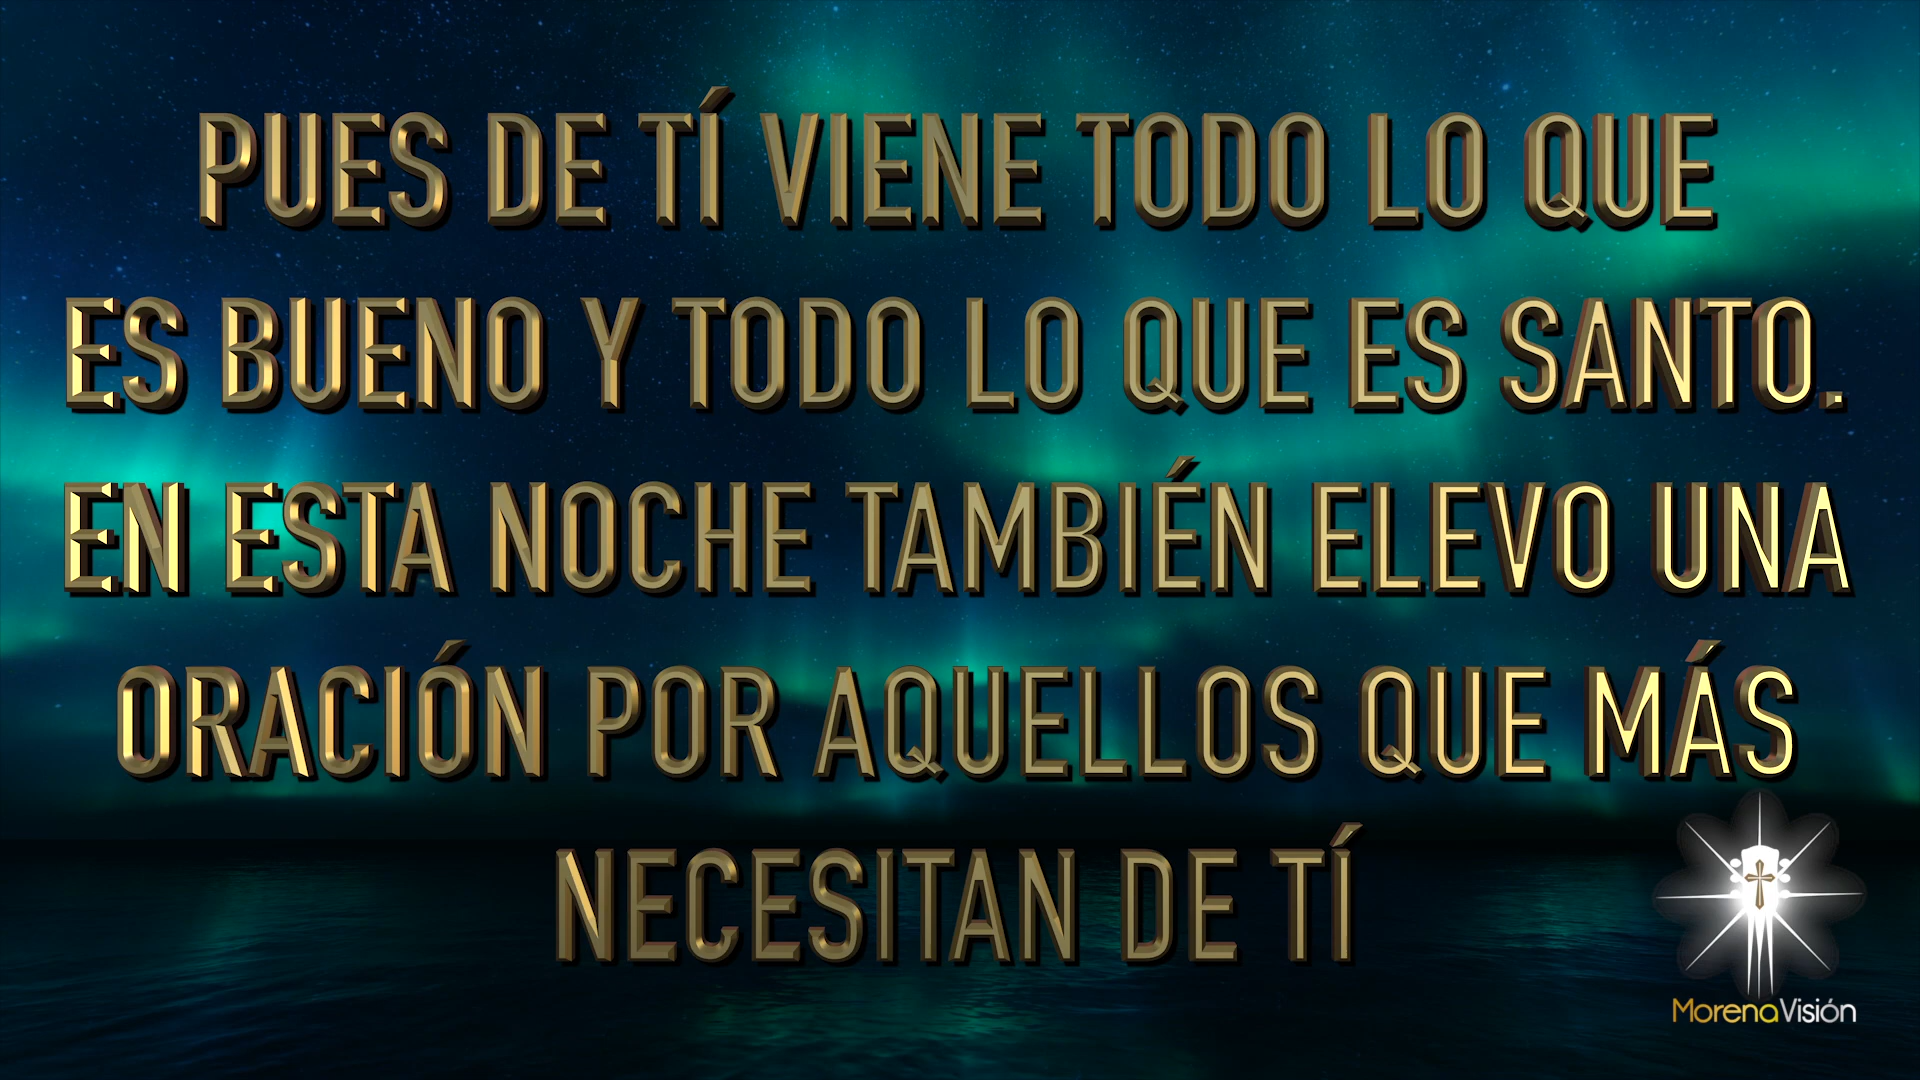 PUES DE TÍ VIENE TODO LO QUE
ES BUENO Y TODO LO QUE ES SANTO.
EN ESTA NOCHE TAMBIÉN ELEVO UNA
ORACIÓN POR AQUELLOS QUE MÁS
NECESITAN DE TÍ
MorenaVisión